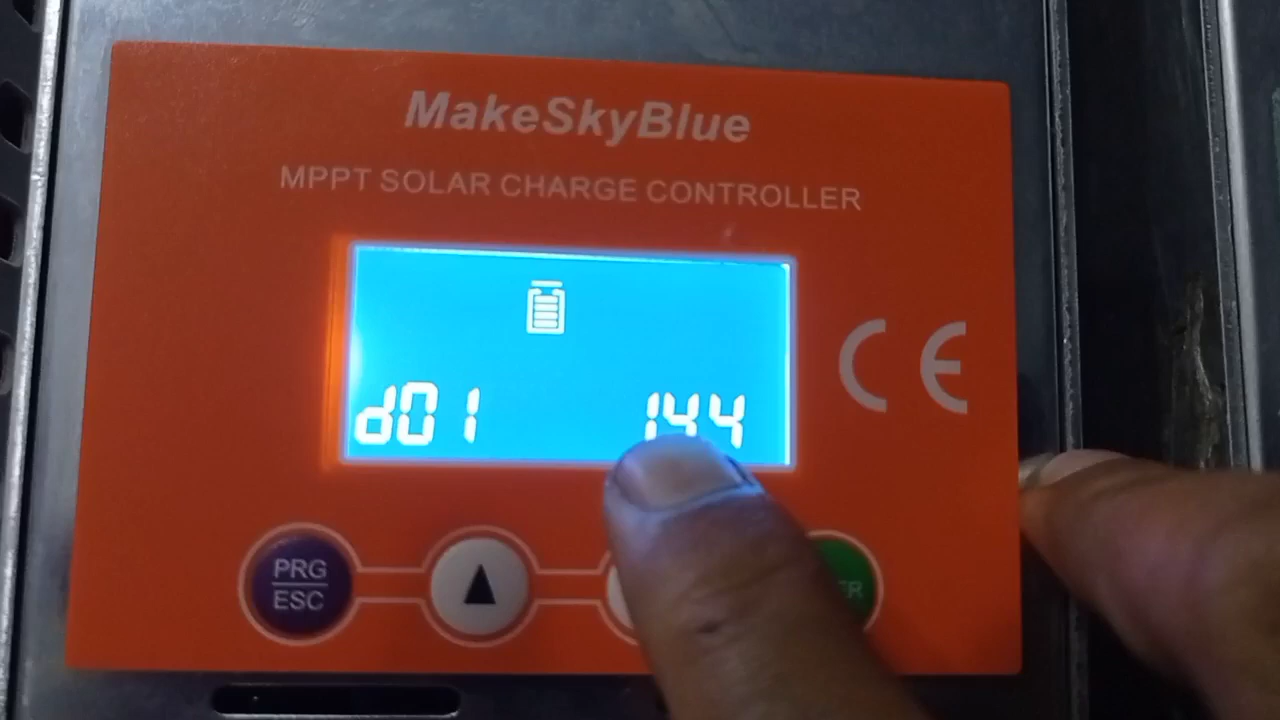 MakeSkyBlue
MPPT SOLAR CHARGE CONTROLLER
d01 144
CE
PRG
ESC